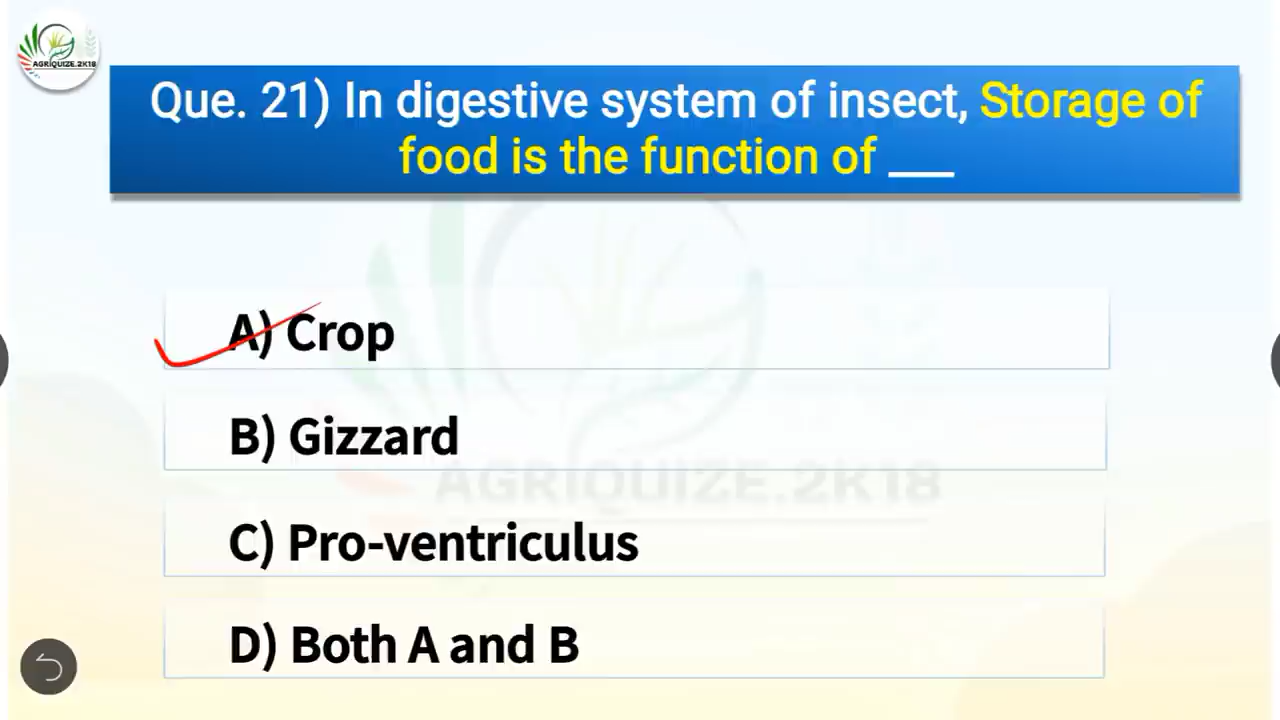 AGRIQUIZE.2K18
Que. 21) In digestive system of insect, Storage of
food is the function of ___
A) Crop
B) Gizzard
AGRIQUIZE.2K18
C) Pro-ventriculus
D) Both A and B